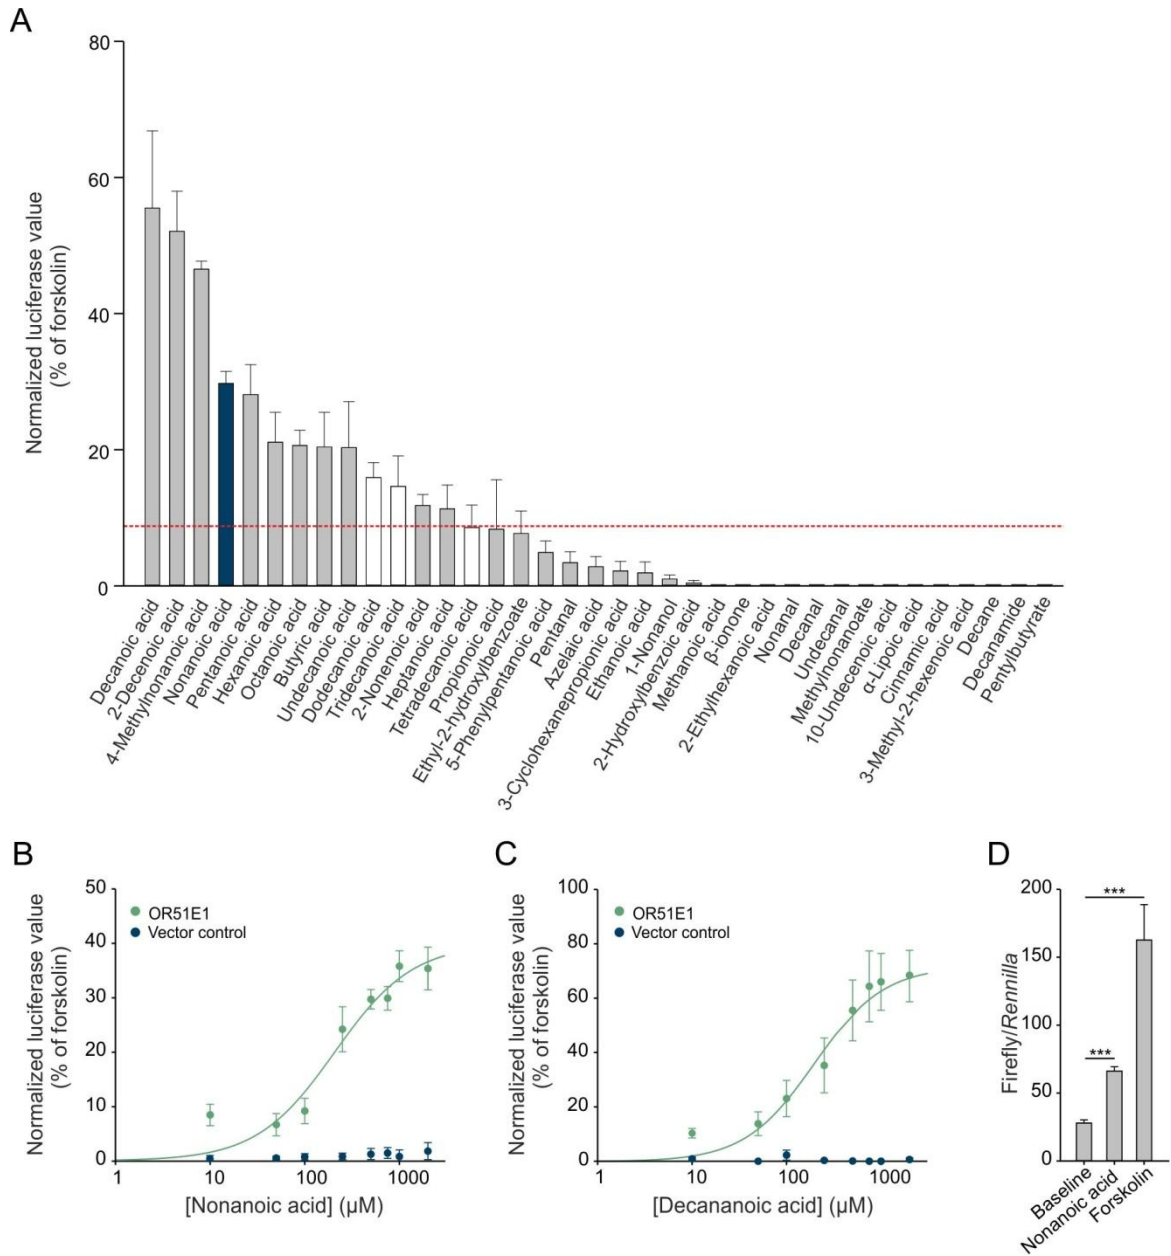 A
Normalized luciferase value
(% of forskolin)
80
60
40
20
0
Decanoic acid
2-Decenoic acid
4-Methylnonanoic acid
Nonanoic acid
Pentanoic acid
Hexanoic acid
Octanoic acid
Butyric acid
Undecanoic acid
Dodecanoic acid
Tridecanoic acid
2-Nonenoic acid
Heptanoic acid
Tetradecanoic acid
Propionic acid
Ethyl-2-hydroxylbenzoate
5-Phenylpentanoic acid
Pentanal
Azelaic acid
3-Cyclohexanepropionic acid
Ethanoic acid
1-Nonanol
2-Hydroxylbenzoic acid
Methanoic acid
β-ionone
2-Ethylhexanoic acid
Nonanal
Decanal
Undecanal
Methylnonanoate
10-Undecenoic acid
α-Lipoic acid
Cinnamic acid
3-Methyl-2-hexenoic acid
Decane
Decanamide
Pentylbutyrate
B
Normalized luciferase value
(% of forskolin)
50
40
30
20
10
0
OR51E1
Vector control
1
10
100
1000
[Nonanoic acid] (µM)
C
Normalized luciferase value
(% of forskolin)
100
80
60
40
20
0
OR51E1
Vector control
1
10
100
1000
[Decananoic acid] (µM)
D
Firefly/Rennilla
200
150
100
50
0
***
***
Baseline
Nonanoic acid
Forskolin